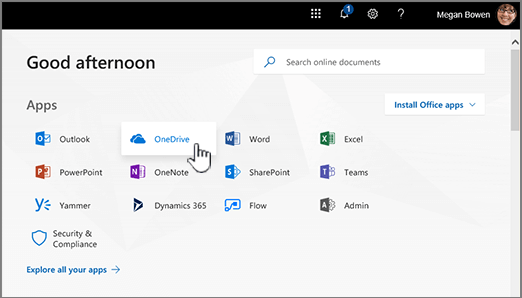 1
?
Megan Bowen
Good afternoon
Search online documents
Apps
Install Office apps
Outlook
OneDrive
Word
Excel
PowerPoint
OneNote
SharePoint
Teams
Yammer
Dynamics 365
Flow
Admin
Security &
Compliance
Explore all your apps →